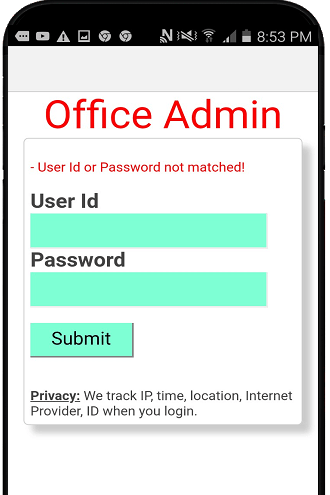 8:53 PM
Office Admin
- User Id or Password not matched!
User Id
Password
Submit
Privacy: We track IP, time, location, Internet
Provider, ID when you login.